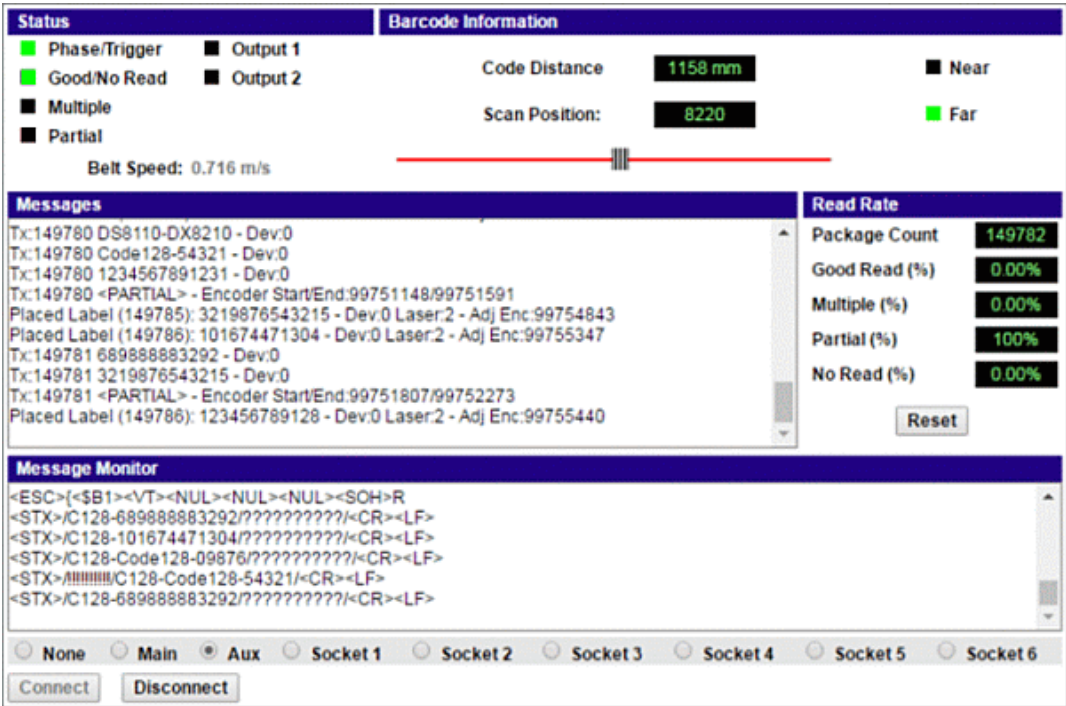 Status
Phase/Trigger Output 1
Good/No Read Output 2
Multiple
Partial
Belt Speed: 0.716 m/s
Barcode Information
Code Distance 1158 mm Near
Scan Position: 8220 Far
Messages
Tx:149780 DS8110-DX8210 - Dev:0
Tx:149780 Code128-54321 - Dev:0
Tx:149780 1234567891231 - Dev:0
Tx:149780 <PARTIAL> - Encoder Start/End:99751148/99751591
Placed Label (149785): 3219876543215 - Dev:0 Laser:2 - Adj Enc:99754843
Placed Label (149786): 101674471304 - Dev:0 Laser:2 - Adj Enc:99755347
Tx:149781 689888883292 - Dev:0
Tx:149781 3219876543215 - Dev:0
Tx:149781 <PARTIAL> - Encoder Start/End:99751807/99752273
Placed Label (149786): 123456789128 - Dev:0 Laser:2 - Adj Enc:99755440
Read Rate
Package Count 149782
Good Read (%) 0.00%
Multiple (%) 0.00%
Partial (%) 100%
No Read (%) 0.00%
Reset
Message Monitor
<ESC>{<$B1><VT><NUL><NUL><NUL><SOH>R
<STX>/C128-689888883292/??????????/<CR><LF>
<STX>/C128-101674471304/??????????/<CR><LF>
<STX>/C128-Code128-09876/??????????/<CR><LF>
<STX>/!!!!!!!!!!/C128-Code128-54321/<CR><LF>
<STX>/C128-689888883292/??????????/<CR><LF>
None Main Aux Socket 1 Socket 2 Socket 3 Socket 4 Socket 5 Socket 6
Connect Disconnect